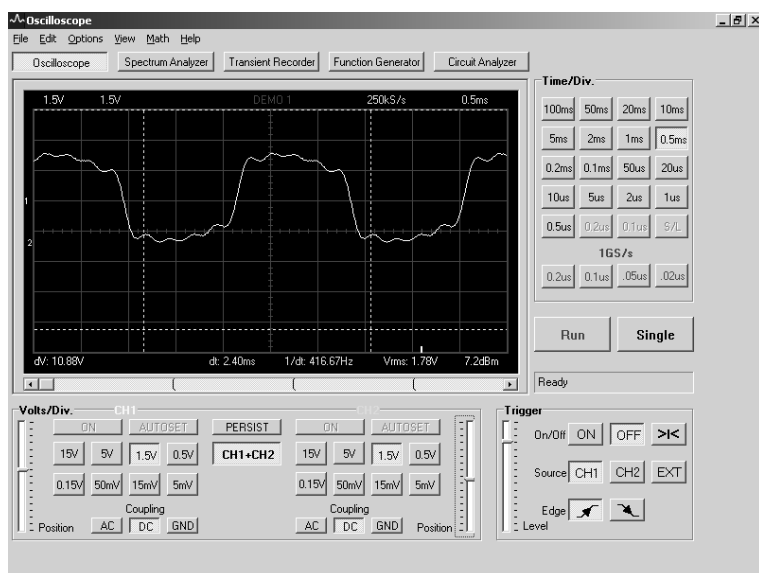 Oscilloscope
File Edit Options View Math Help
Oscilloscope Spectrum Analyzer Transient Recorder Function Generator Circuit Analyzer
1.5V 1.5V DEMO 1 250kS/s 0.5ms
1
2
dV: 10.88V dt: 2.40ms 1/dt: 416.67Hz Vrms: 1.78V 7.2dBm
Time/Div.
100ms 50ms 20ms 10ms
5ms 2ms 1ms 0.5ms
0.2ms 0.1ms 50us 20us
10us 5us 2us 1us
0.5us 0.2us 0.1us S/L
1GS/s
0.2us 0.1us .05us .02us
Run Single
Ready
Volts/Div. CH1 CH2
ON AUTOSET PERSIST ON AUTOSET
15V 5V 1.5V 0.5V CH1+CH2 15V 5V 1.5V 0.5V
0.15V 50mV 15mV 5mV 0.15V 50mV 15mV 5mV
Coupling Coupling
Position AC DC GND AC DC GND Position
Trigger
On/Off ON OFF >|<
Source CH1 CH2 EXT
Edge
Level